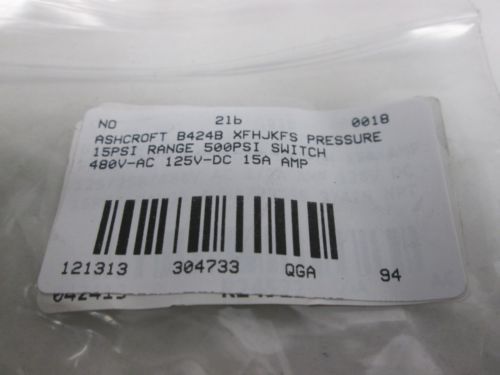 NO 2lb 0018
ASHCROFT B424B XFHJKFS PRESSURE
15PSI RANGE 500PSI SWITCH
480V-AC 125V-DC 15A AMP
121313 304733 QGA 94